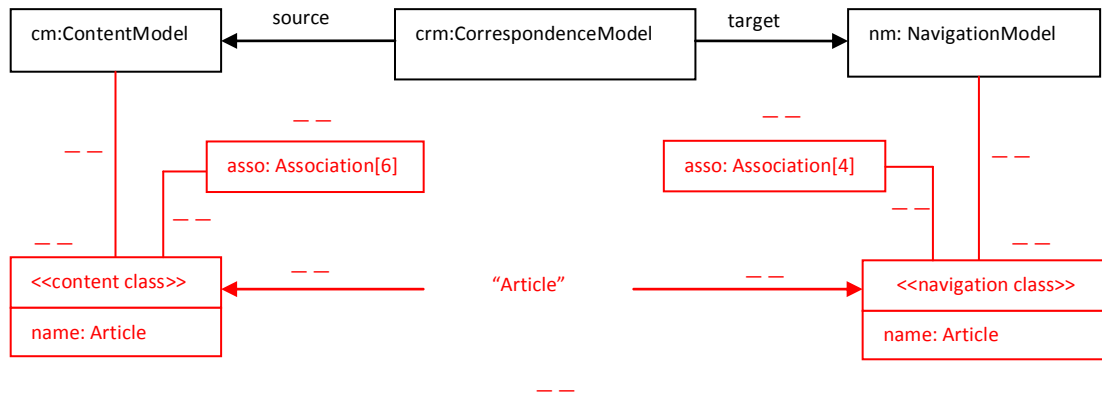 source
target
cm:ContentModel
crm:CorrespondenceModel
nm: NavigationModel
— —
— —
— —
— —
asso: Association[6]
asso: Association[4]
— —
— —
— —
— —
<<content class>>
— —
“Article”
— —
<<navigation class>>
name: Article
name: Article
— —